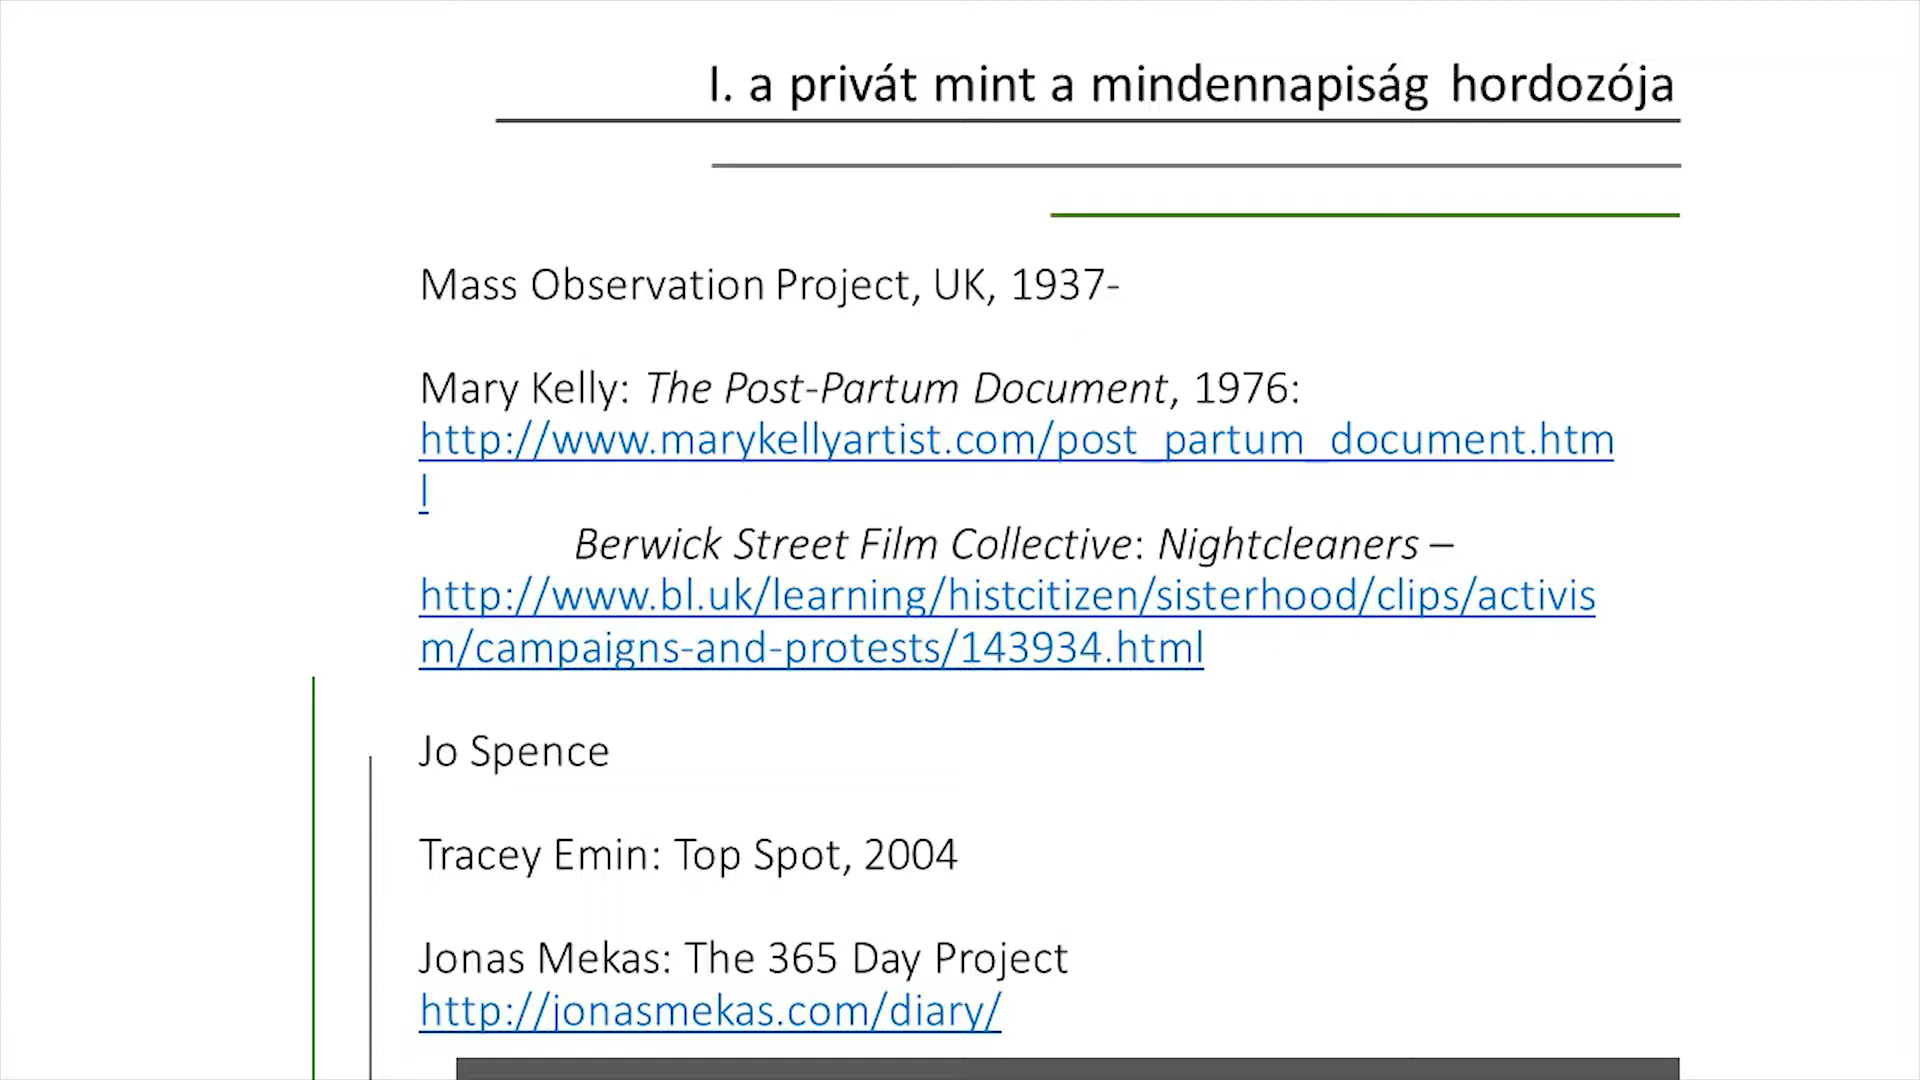 I. a privát mint a mindennapiság hordozója
Mass Observation Project, UK, 1937-
Mary Kelly: The Post-Partum Document, 1976:
http://www.marykellyartist.com/post_partum_document.htm
l
Berwick Street Film Collective: Nightcleaners –
http://www.bl.uk/learning/histcitizen/sisterhood/clips/activis
m/campaigns-and-protests/143934.html
Jo Spence
Tracey Emin: Top Spot, 2004
Jonas Mekas: The 365 Day Project
http://jonasmekas.com/diary/